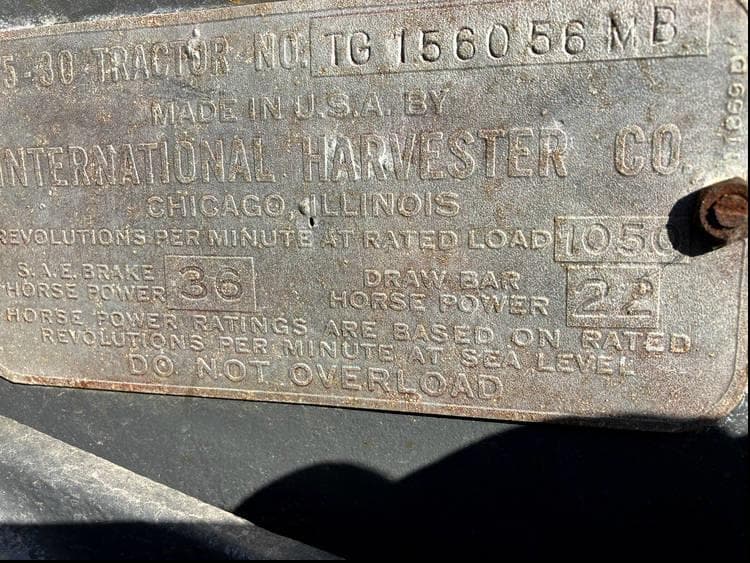 5-30 TRACTOR NO. TG 156056 MB
MADE IN U.S.A. BY
INTERNATIONAL HARVESTER CO.
CHICAGO, ILLINOIS
REVOLUTIONS PER MINUTE AT RATED LOAD 1050
S.A.E. BRAKE HORSE POWER 36
DRAW BAR HORSE POWER 22
HORSE POWER RATINGS ARE BASED ON RATED
REVOLUTIONS PER MINUTE AT SEA LEVEL
DO NOT OVERLOAD